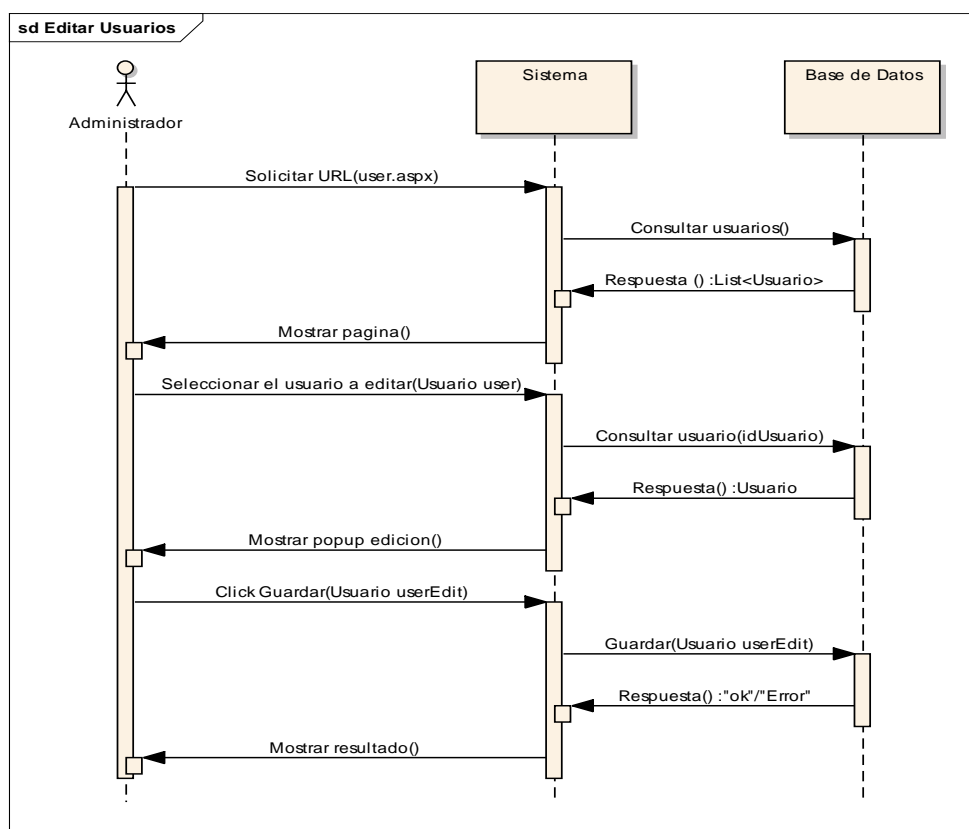 sd Editar Usuarios
Administrador
Sistema
Base de Datos
Solicitar URL(user.aspx)
Consultar usuarios()
Respuesta () :List<Usuario>
Mostrar pagina()
Seleccionar el usuario a editar(Usuario user)
Consultar usuario(idUsuario)
Respuesta() :Usuario
Mostrar popup edicion()
Click Guardar(Usuario userEdit)
Guardar(Usuario userEdit)
Respuesta() :"ok"/"Error"
Mostrar resultado()